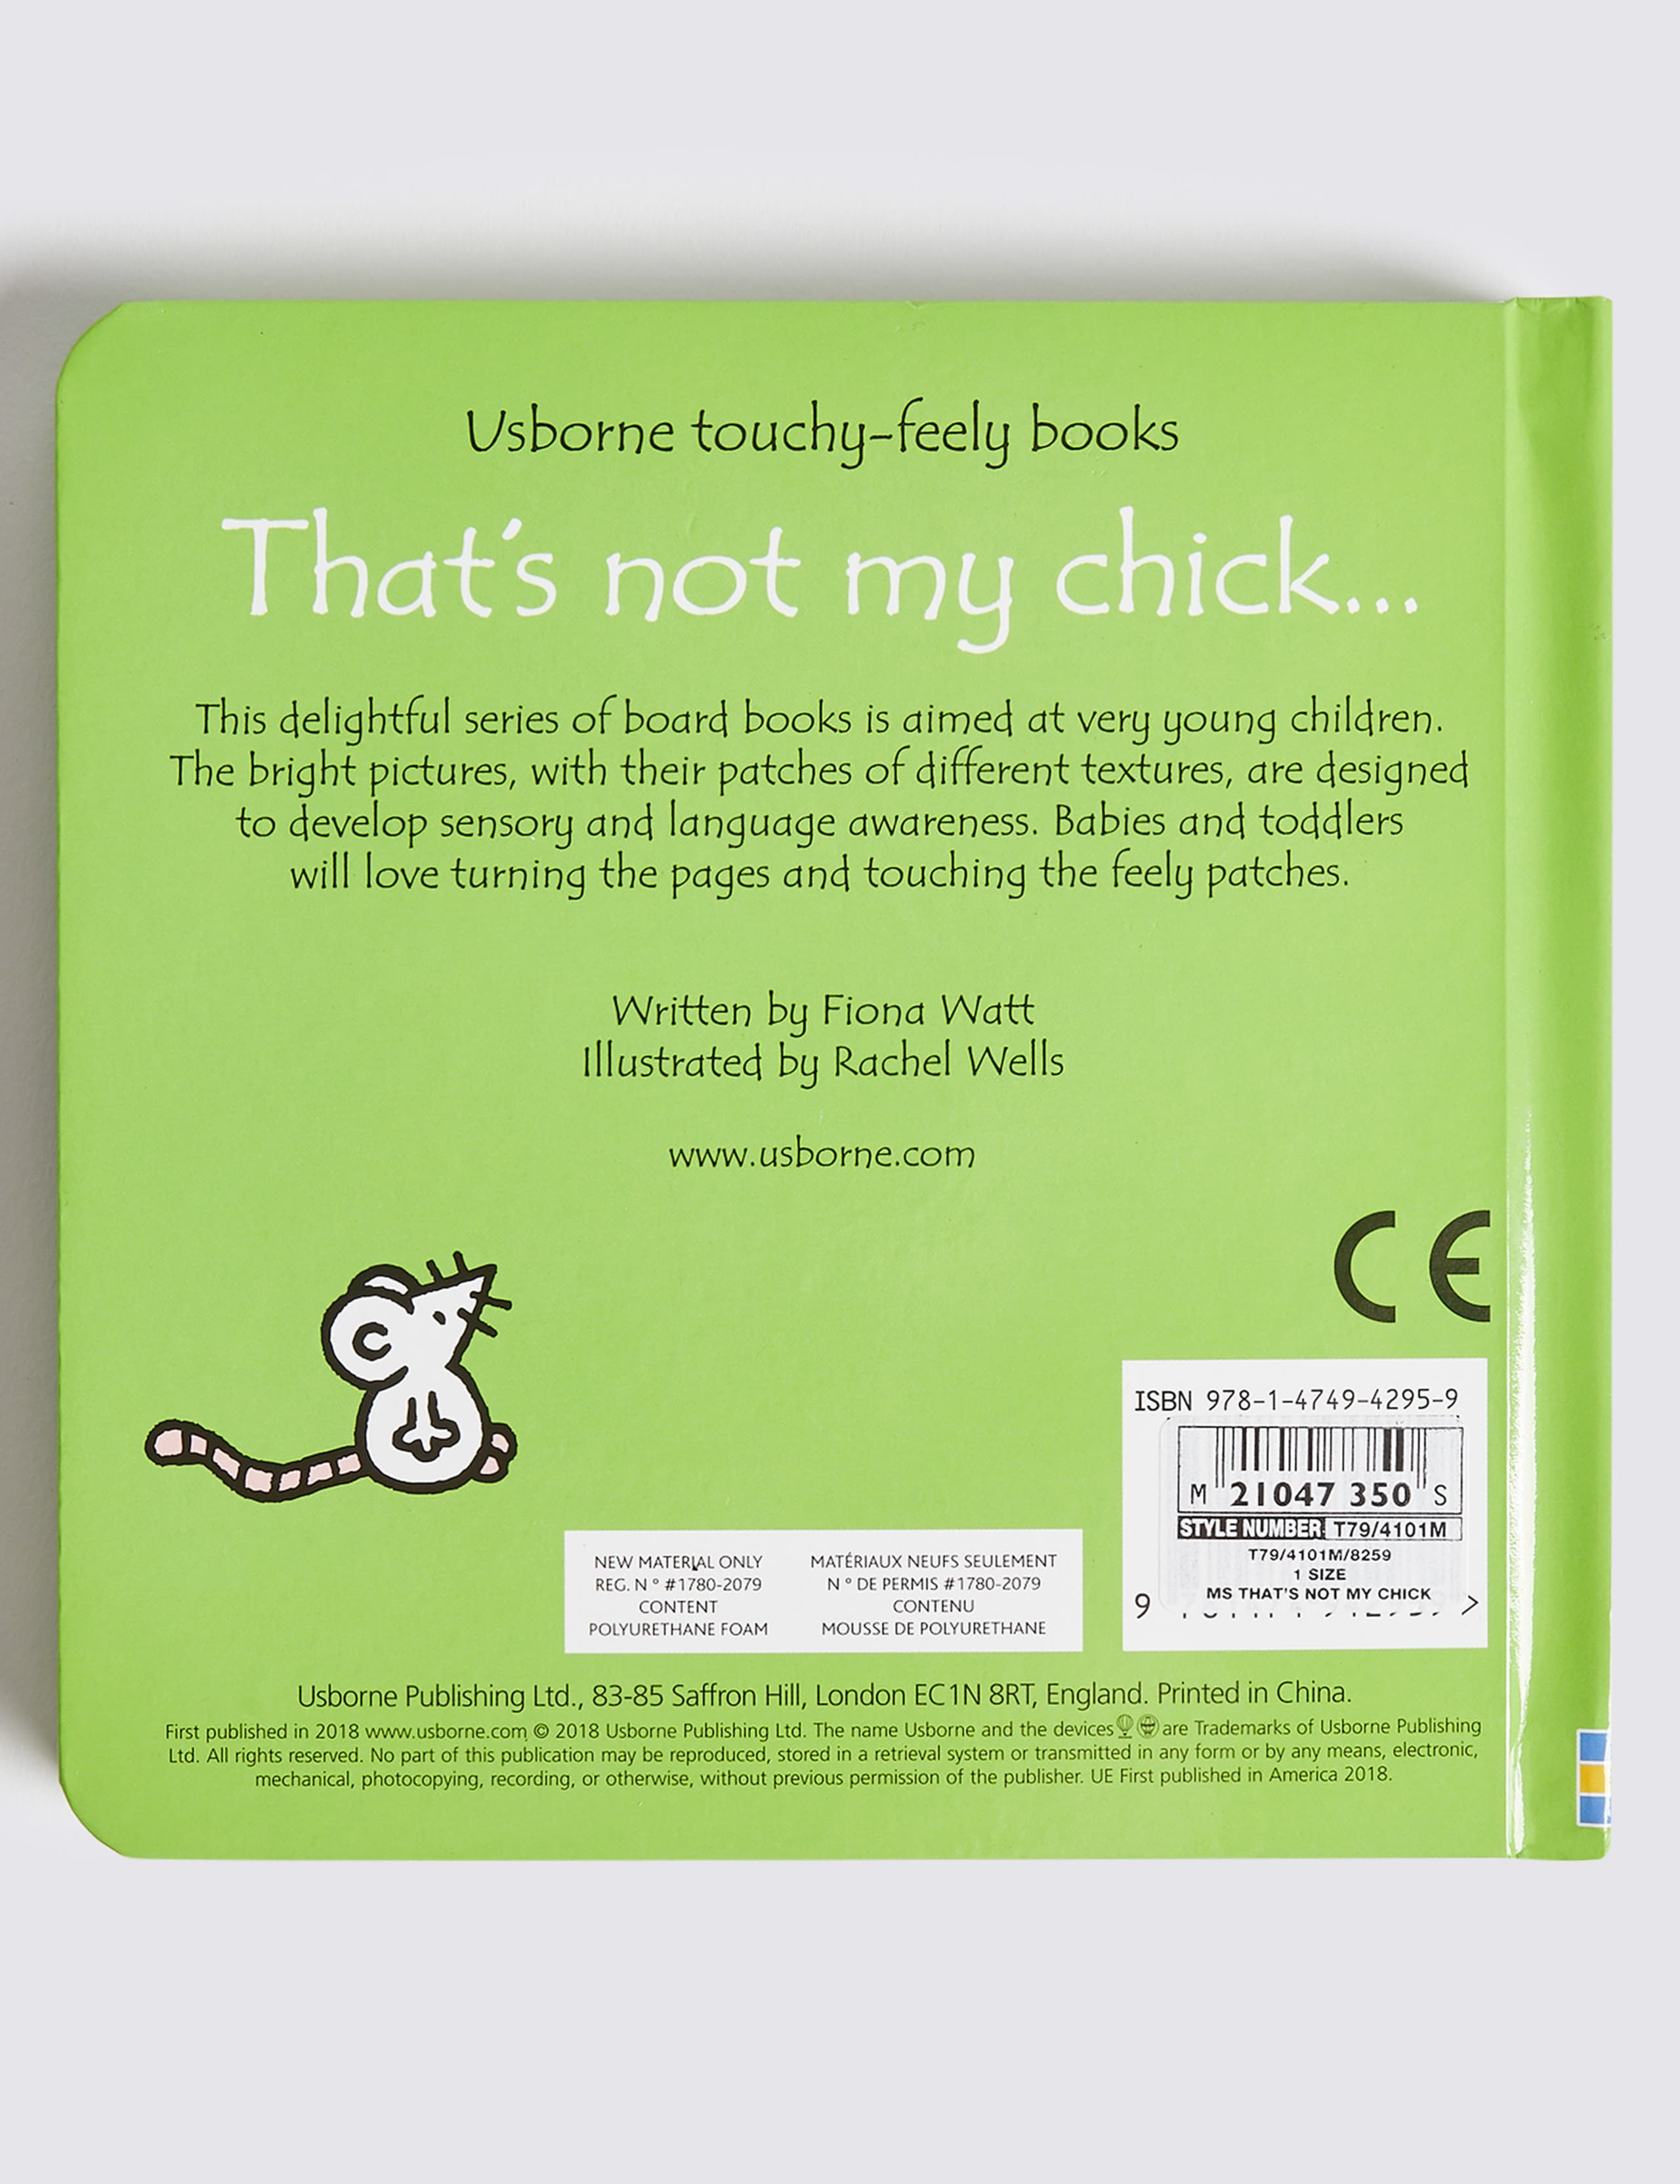 Usborne touchy-feely books
That's not my chick...
This delightful series of board books is aimed at very young children.
The bright pictures, with their patches of different textures, are designed
to develop sensory and language awareness. Babies and toddlers
will love turning the pages and touching the feely patches.
Written by Fiona Watt
Illustrated by Rachel Wells
www.usborne.com
CE
ISBN 978-1-4749-4295-9
M 21047 350 S
STYLE NUMBER T79/4101M
T79/4101M/8259
1 SIZE
MS THAT'S NOT MY CHICK
9 >
NEW MATERIAL ONLY
REG. N° #1780-2079
CONTENT
POLYURETHANE FOAM
MATÉRIAUX NEUFS SEULEMENT
N° DE PERMIS #1780-2079
CONTENU
MOUSSE DE POLYURETHANE
Usborne Publishing Ltd., 83-85 Saffron Hill, London EC1N 8RT, England. Printed in China.
First published in 2018 www.usborne.com © 2018 Usborne Publishing Ltd. The name Usborne and the devices are Trademarks of Usborne Publishing
Ltd. All rights reserved. No part of this publication may be reproduced, stored in a retrieval system or transmitted in any form or by any means, electronic,
mechanical, photocopying, recording, or otherwise, without previous permission of the publisher. UE First published in America 2018.